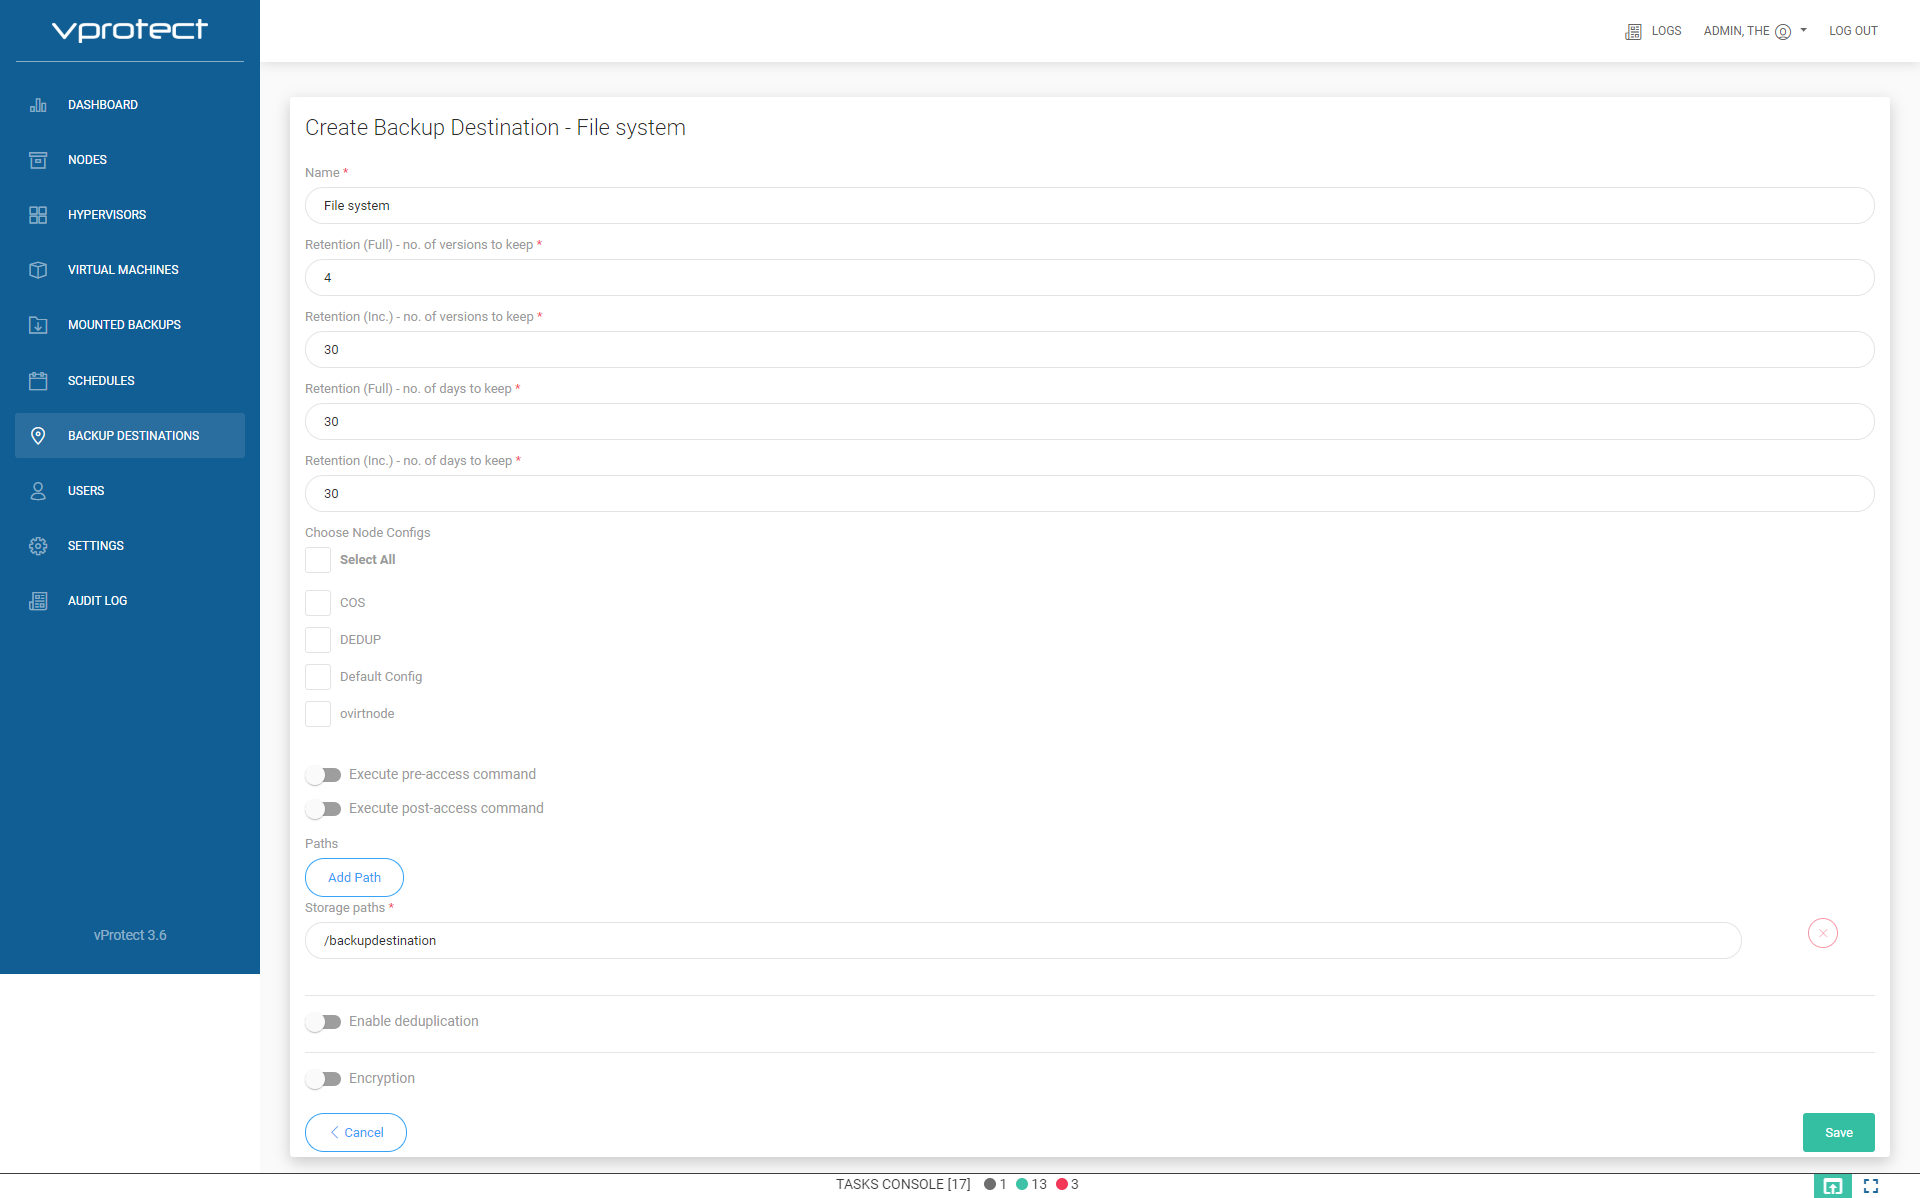 vprotect
LOGS
ADMIN, THE
LOG OUT
DASHBOARD
NODES
HYPERVISORS
VIRTUAL MACHINES
MOUNTED BACKUPS
SCHEDULES
BACKUP DESTINATIONS
USERS
SETTINGS
AUDIT LOG
vProtect 3.6
Create Backup Destination - File system
Name *
File system
Retention (Full) - no. of versions to keep *
4
Retention (Inc.) - no. of versions to keep *
30
Retention (Full) - no. of days to keep *
30
Retention (Inc.) - no. of days to keep *
30
Choose Node Configs
Select All
COS
DEDUP
Default Config
ovirtnode
Execute pre-access command
Execute post-access command
Paths
Add Path
Storage paths *
/backupdestination
Enable deduplication
Encryption
Cancel
Save
TASKS CONSOLE [17] 1 13 3